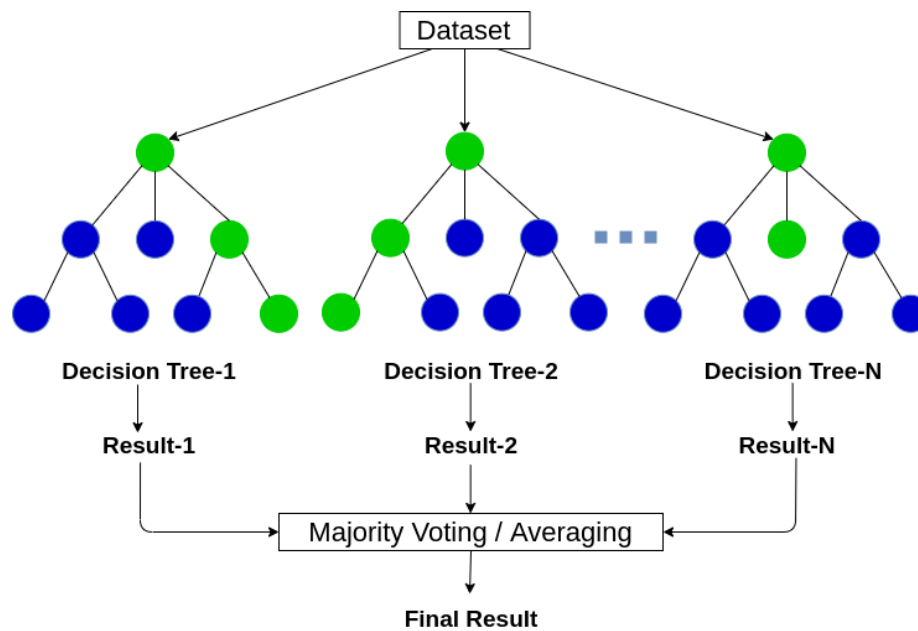 Dataset
Decision Tree-1
Decision Tree-2
Decision Tree-N
Result-1
Result-2
Result-N
Majority Voting / Averaging
Final Result